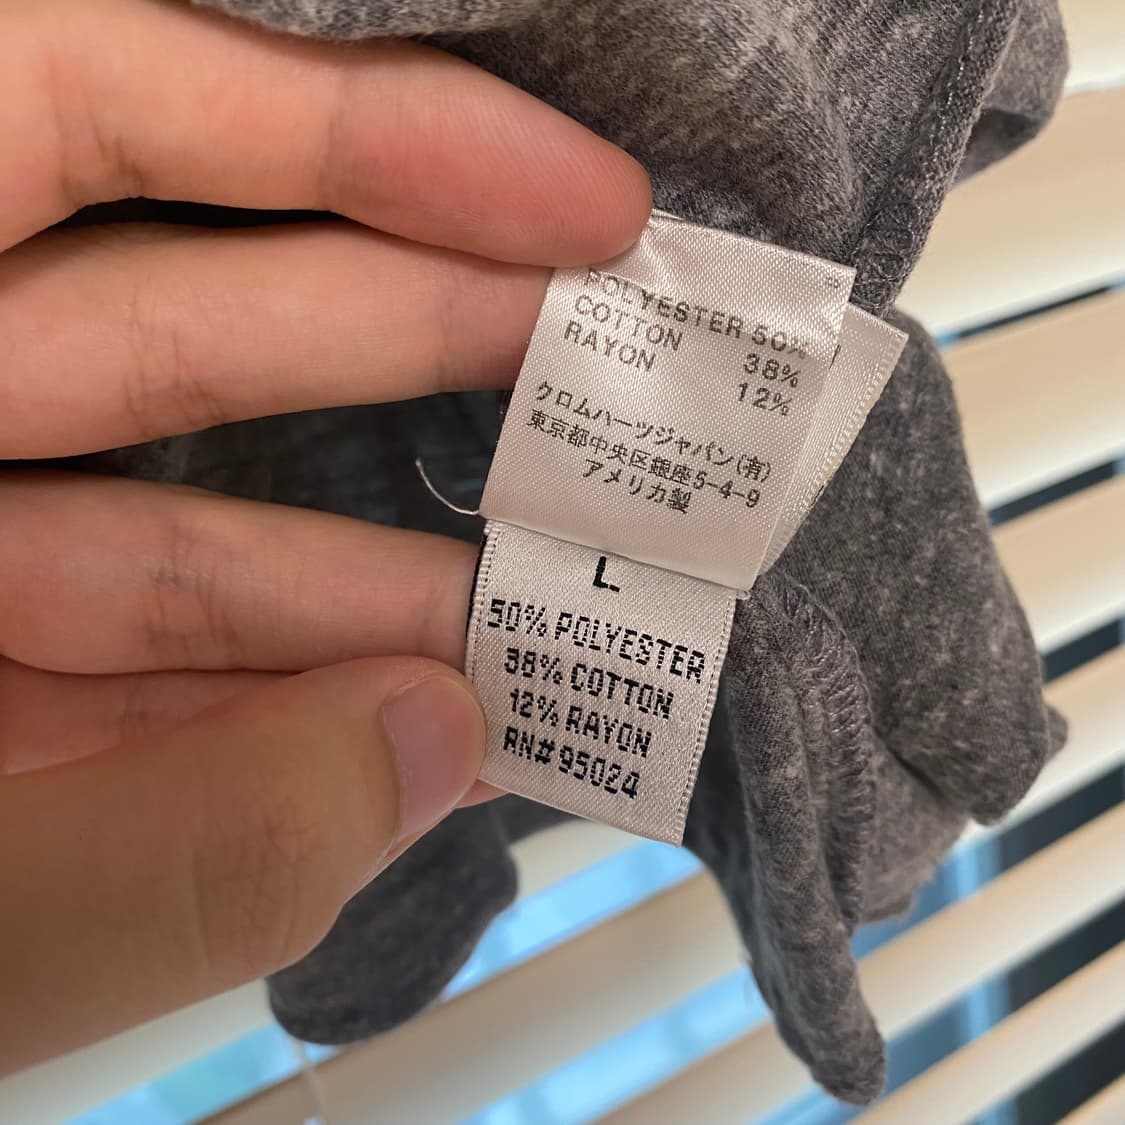 POLYESTER 50%
COTTON 38%
RAYON 12%
クロムハーツジャパン(有)
東京都中央区銀座5-4-9
アメリカ製
L
50% POLYESTER
38% COTTON
12% RAYON
RN# 95024